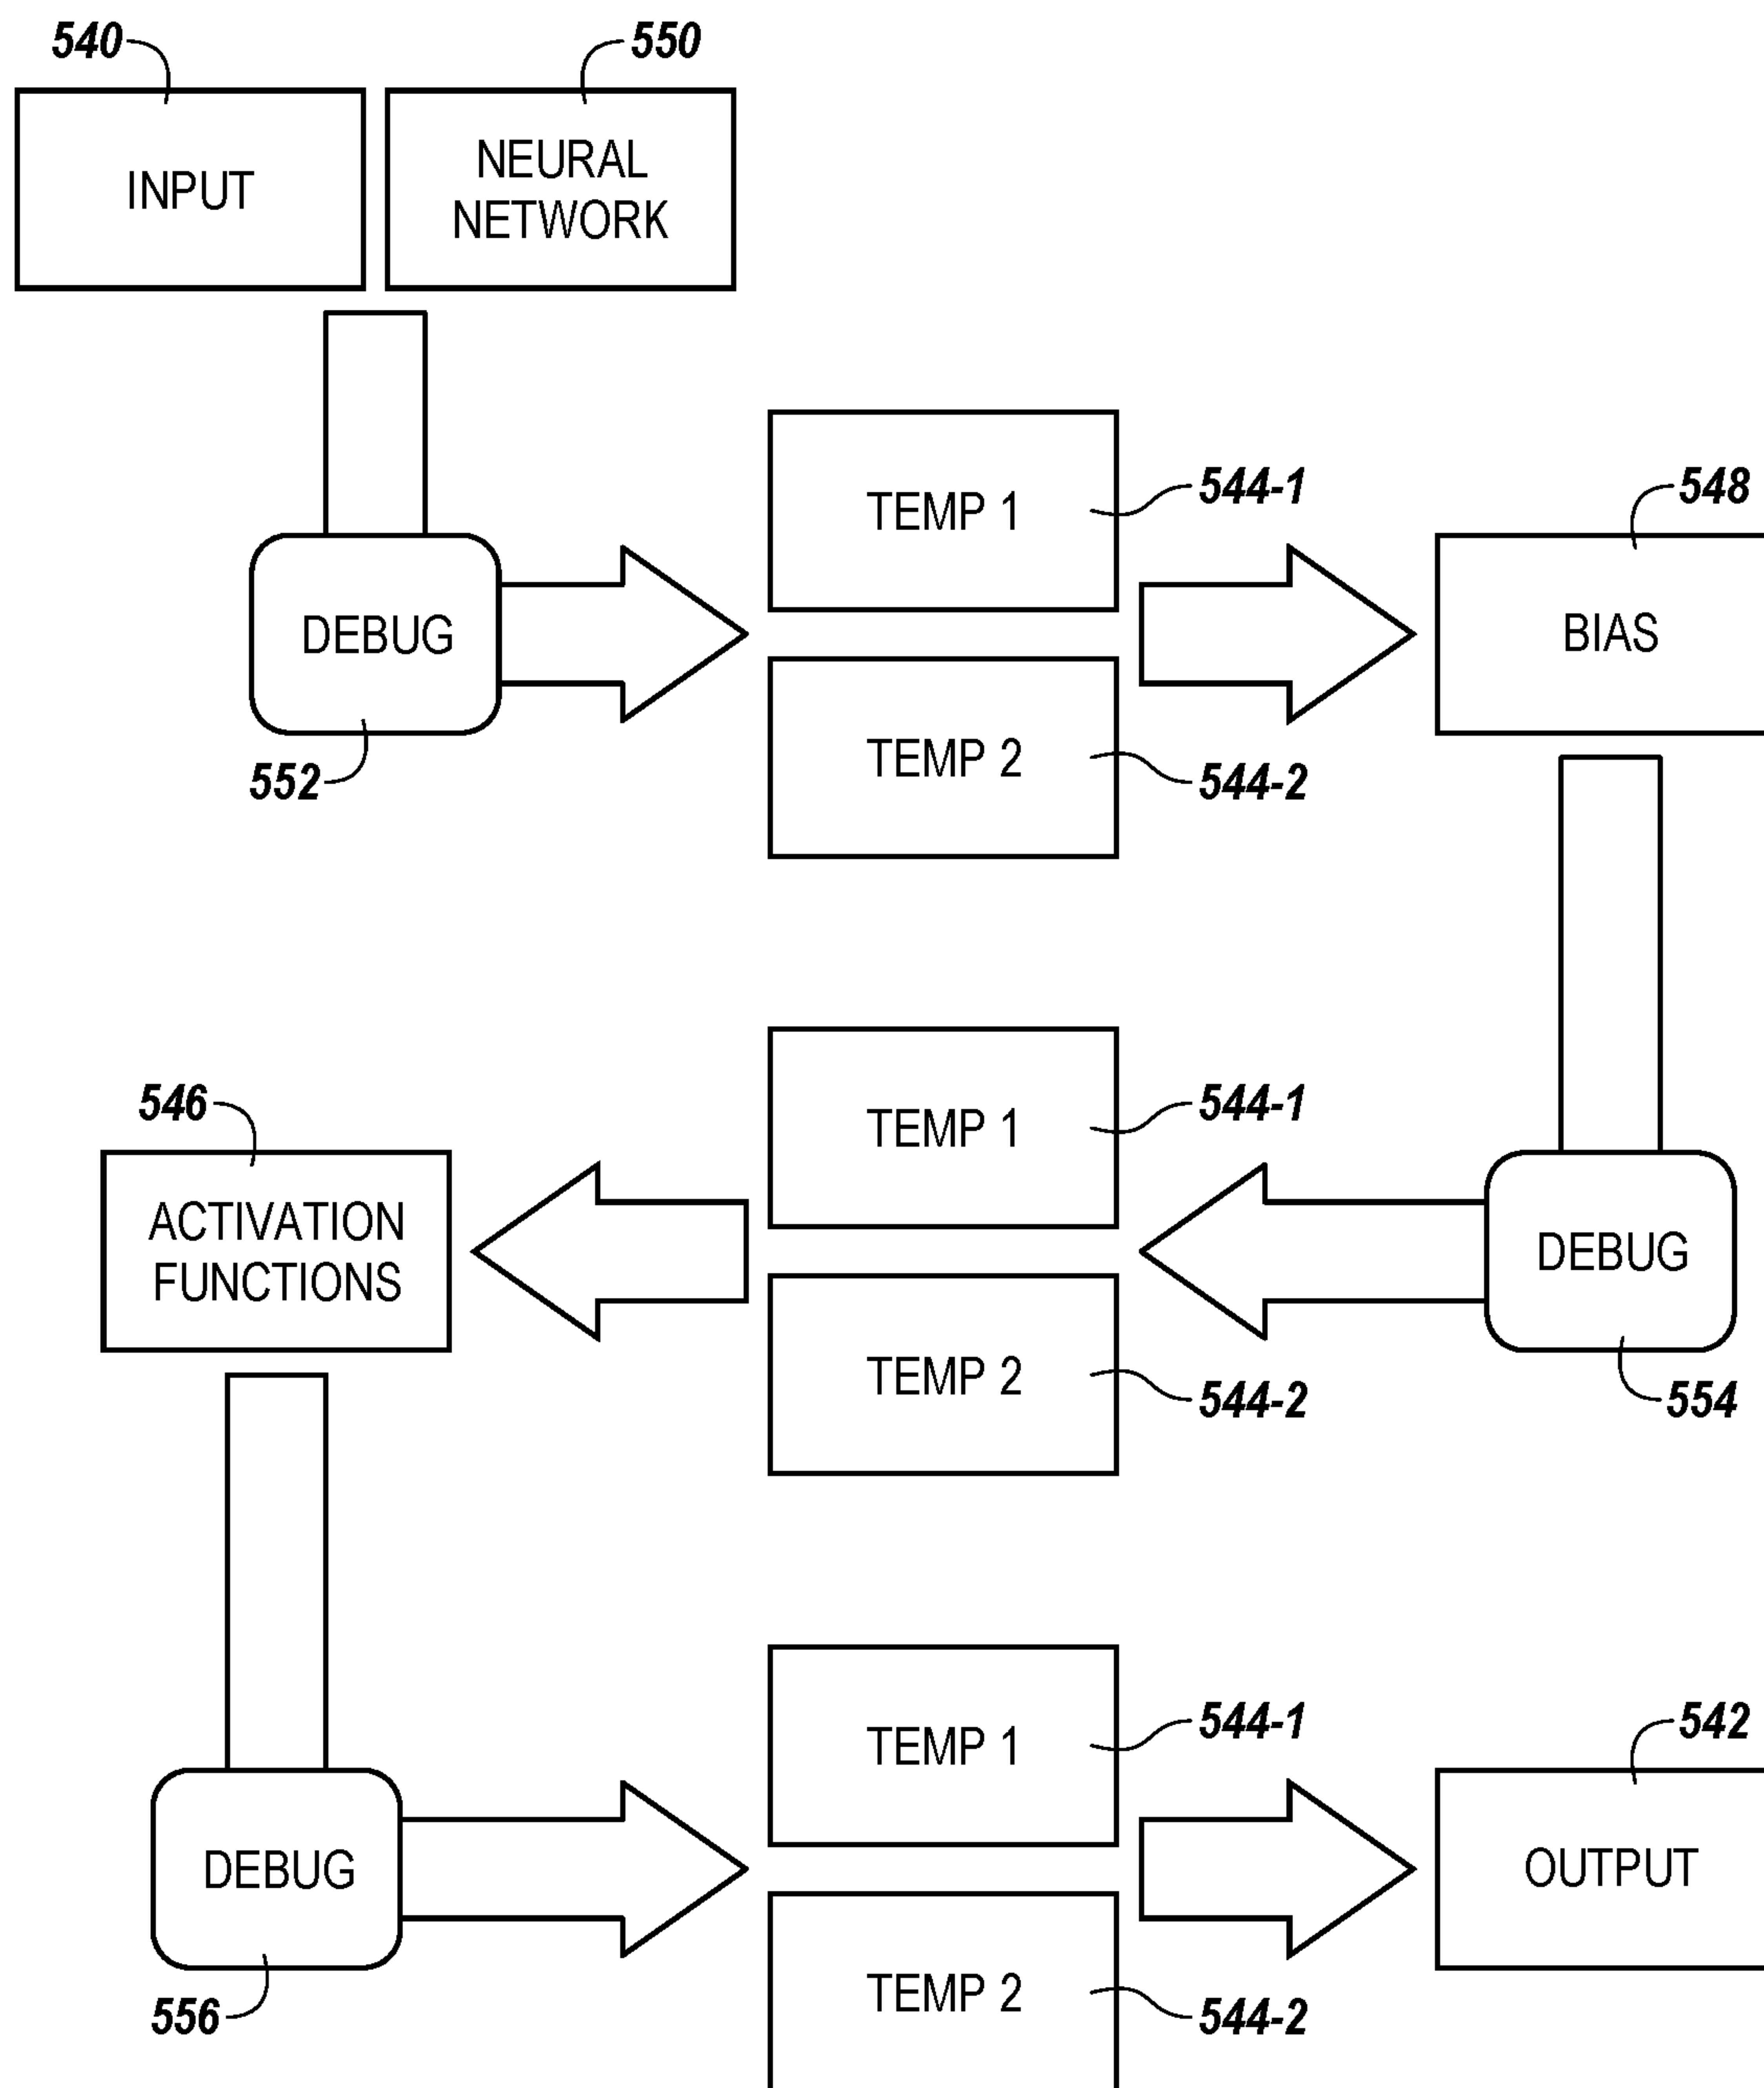 540
550
INPUT
NEURAL
NETWORK
TEMP 1
544-1
548
DEBUG
BIAS
552
TEMP 2
544-2
546
TEMP 1
544-1
ACTIVATION
FUNCTIONS
DEBUG
TEMP 2
544-2
554
TEMP 1
544-1
542
DEBUG
OUTPUT
556
TEMP 2
544-2